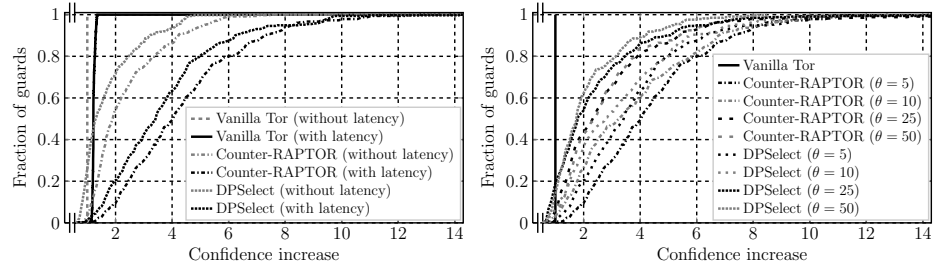 Fraction of guards
1
0.8
0.6
0.4
0.2
0
2
4
6
8
10
12
14
Confidence increase
Vanilla Tor (without latency)
Vanilla Tor (with latency)
Counter-RAPTOR (without latency)
Counter-RAPTOR (with latency)
DPSelect (without latency)
DPSelect (with latency)
Fraction of guards
1
0.8
0.6
0.4
0.2
0
2
4
6
8
10
12
14
Confidence increase
Vanilla Tor
Counter-RAPTOR (θ = 5)
Counter-RAPTOR (θ = 10)
Counter-RAPTOR (θ = 25)
Counter-RAPTOR (θ = 50)
DPSelect (θ = 5)
DPSelect (θ = 10)
DPSelect (θ = 25)
DPSelect (θ = 50)